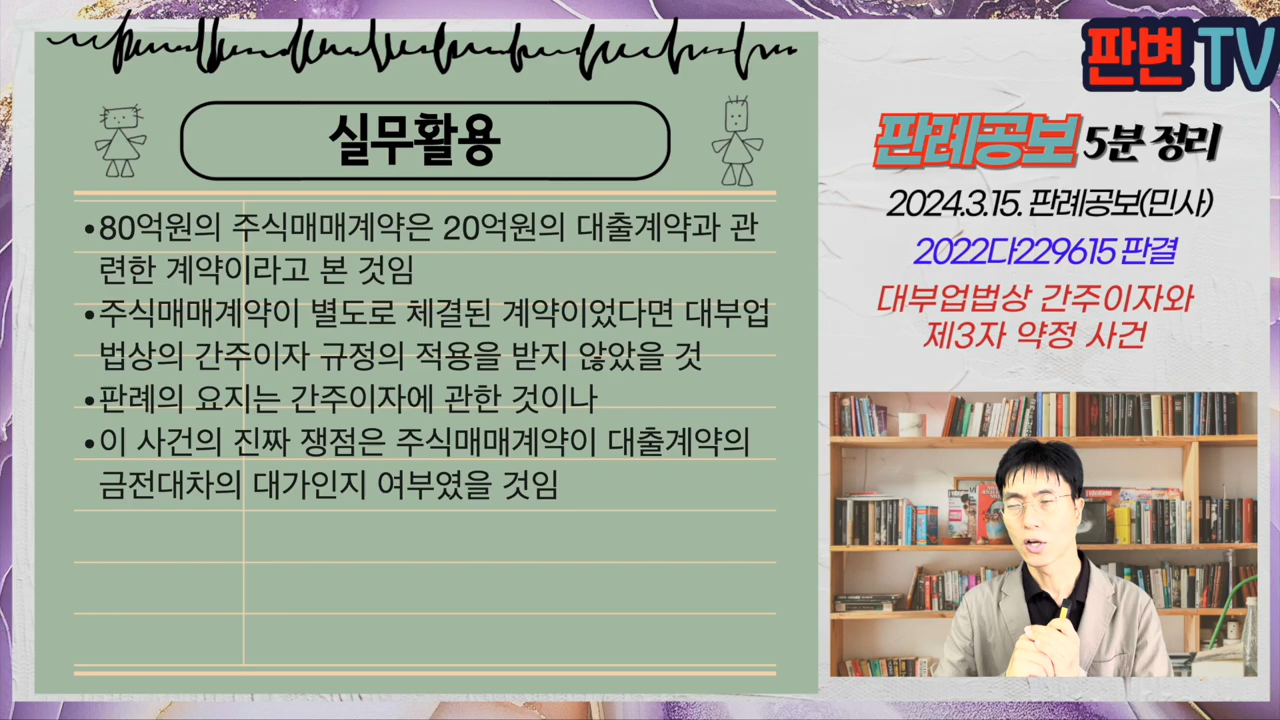 판변 TV
실무활용
•80억원의 주식매매계약은 20억원의 대출계약과 관
련한 계약이라고 본 것임
•주식매매계약이 별도로 체결된 계약이었다면 대부업
법상의 간주이자 규정의 적용을 받지 않았을 것
•판례의 요지는 간주이자에 관한 것이나
•이 사건의 진짜 쟁점은 주식매매계약이 대출계약의
금전대차의 대가인지 여부였을 것임
판례공보 5분 정리
2024.3.15. 판례공보(민사)
2022다229615 판결
대부업법상 간주이자와
제3자 약정 사건